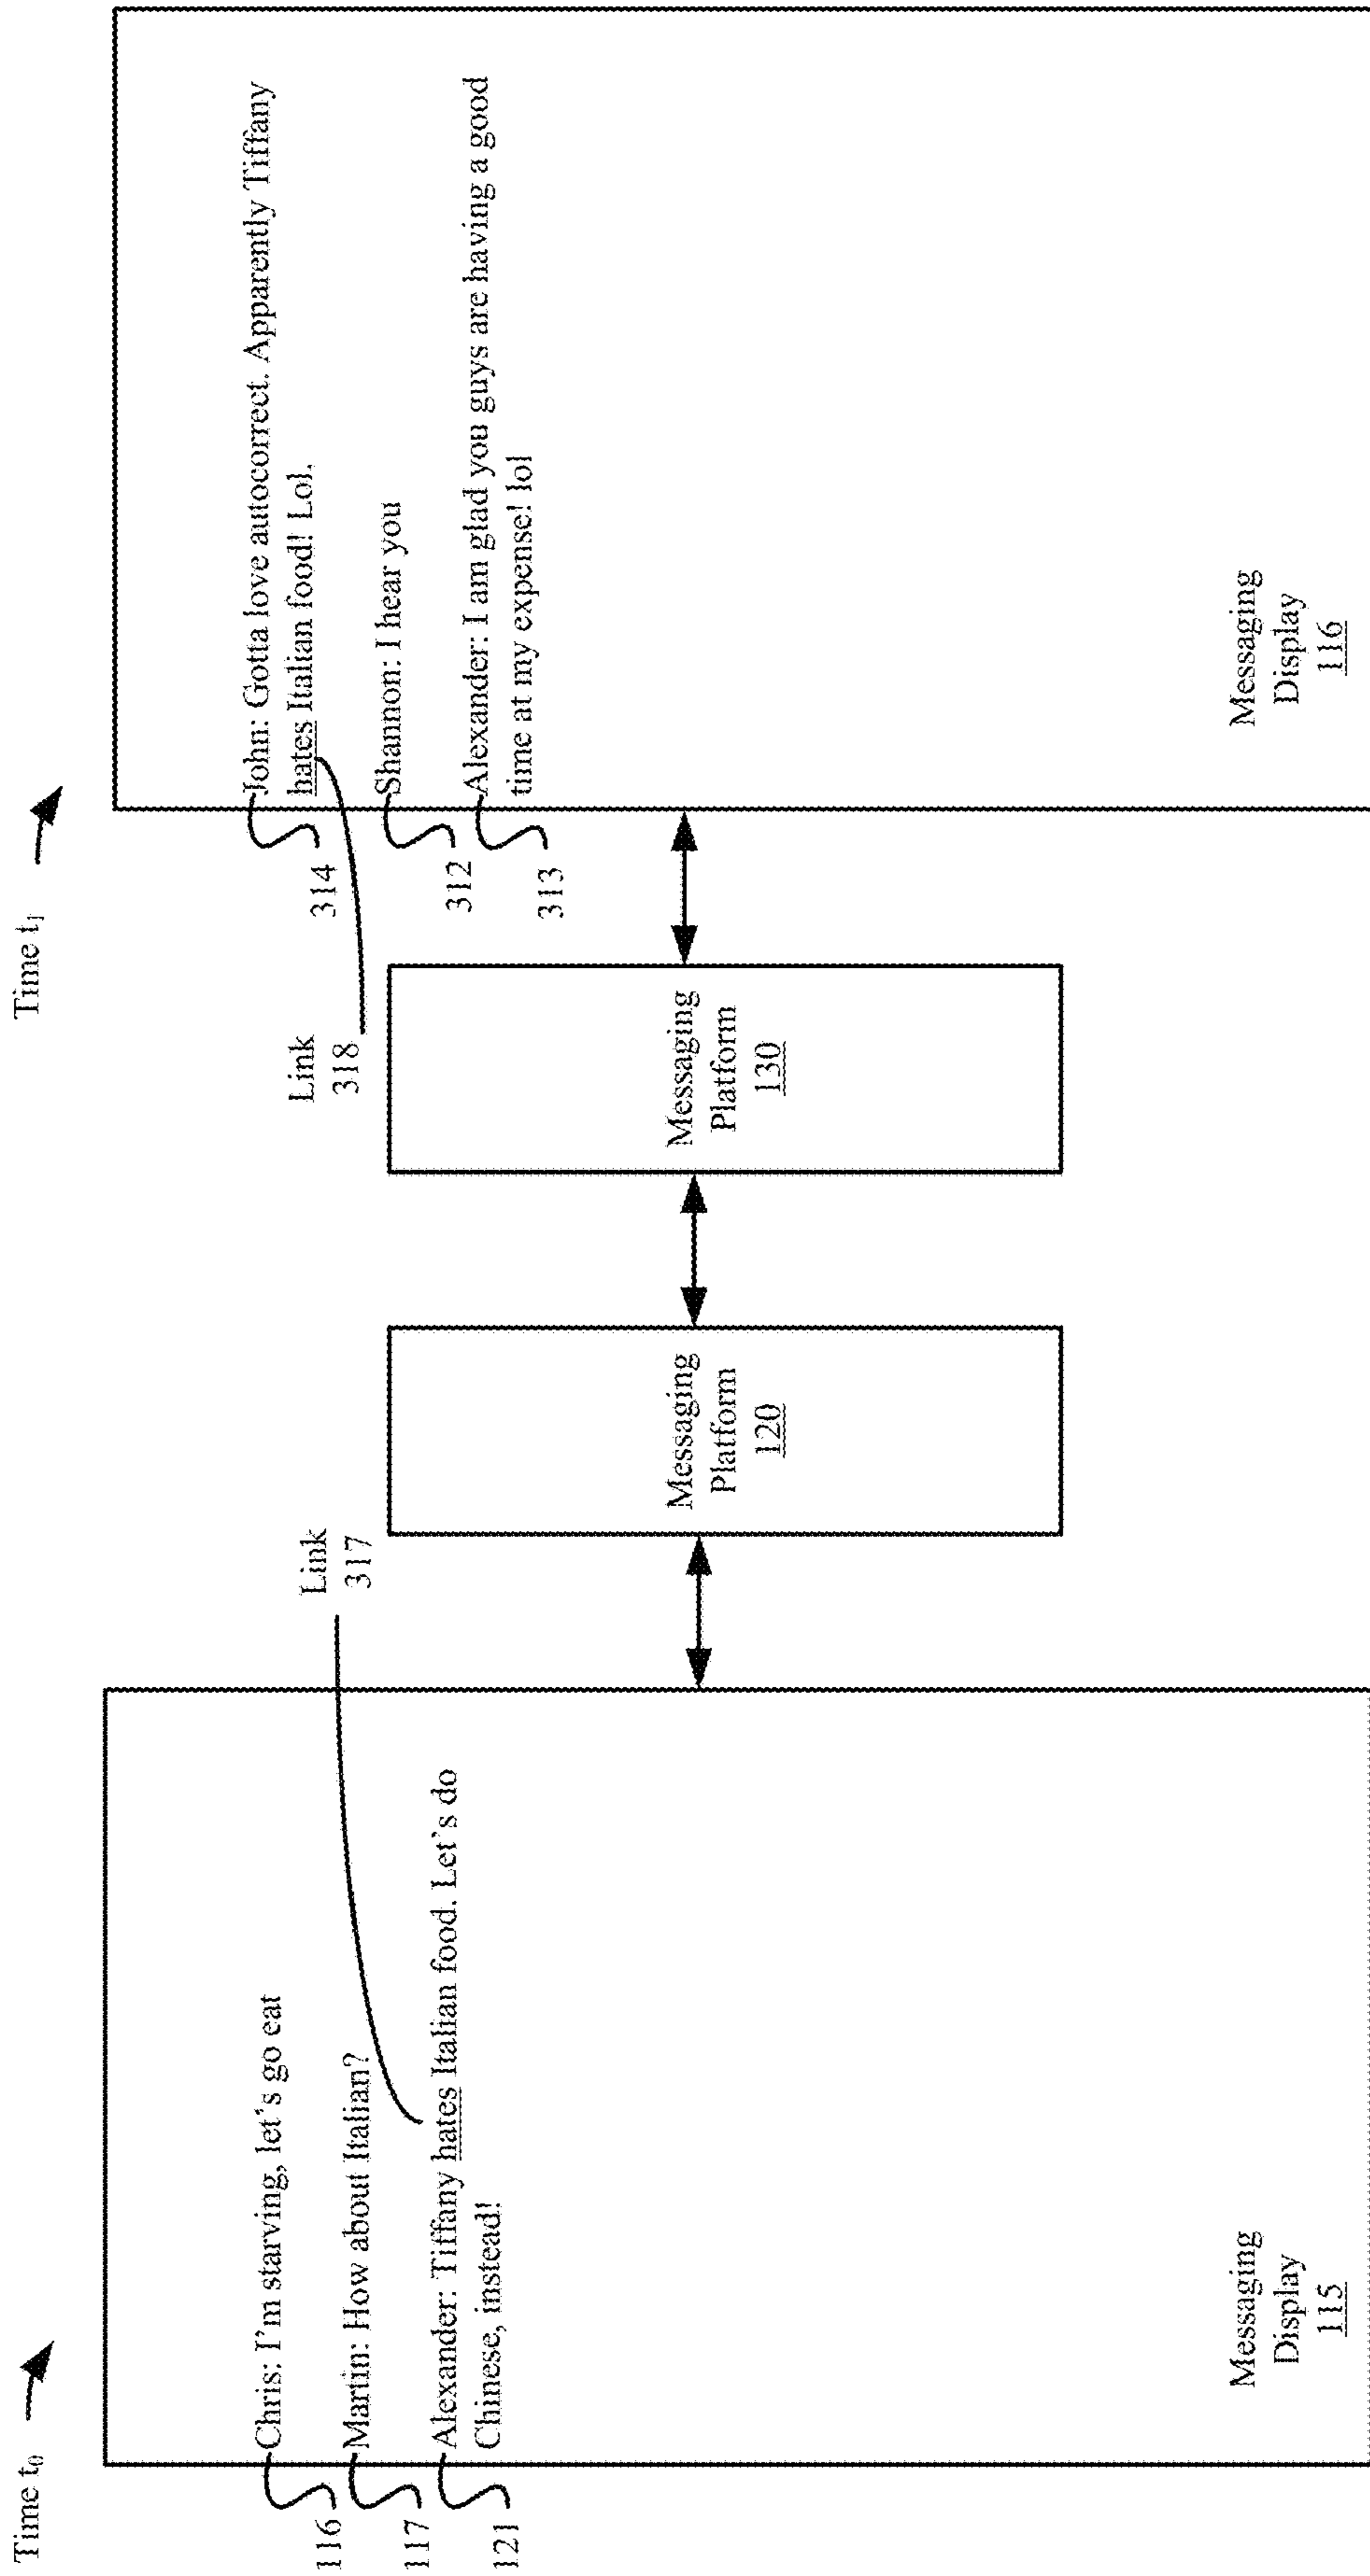 Time t0
116
Chris: I'm starving, let's go eat
117
Martin: How about Italian?
121
Alexander: Tiffany hates Italian food. Let's do
Chinese, instead!
Link
317
Messaging
Display
115
Messaging
Platform
120
Messaging
Platform
130
Link
318
Time t1
314
John: Gotta love autocorrect. Apparently Tiffany
hates Italian food! Lol.
312
Shannon: I hear you
313
Alexander: I am glad you guys are having a good
time at my expense! lol
Messaging
Display
116